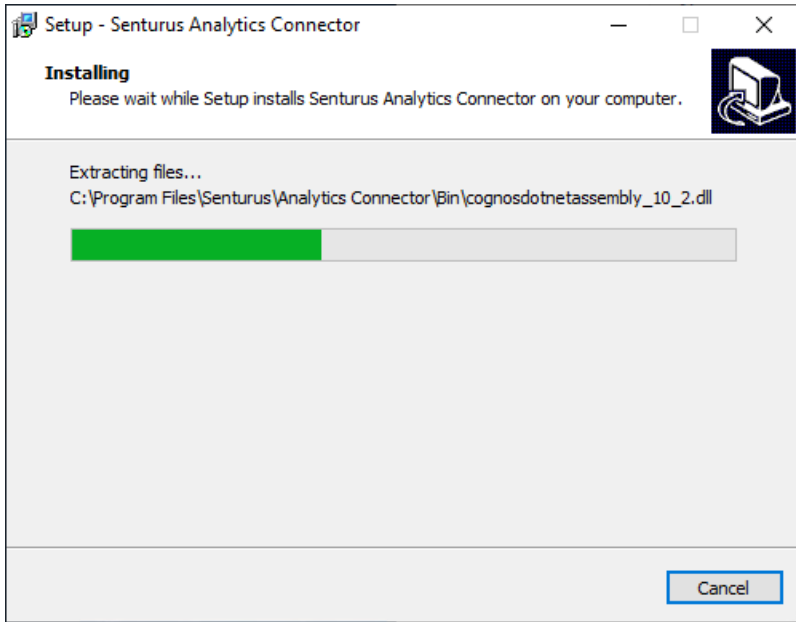 Setup - Senturus Analytics Connector
Installing
Please wait while Setup installs Senturus Analytics Connector on your computer.
Extracting files...
C:\Program Files\Senturus\Analytics Connector\Bin\cognosdotnetassembly_10_2.dll
Cancel